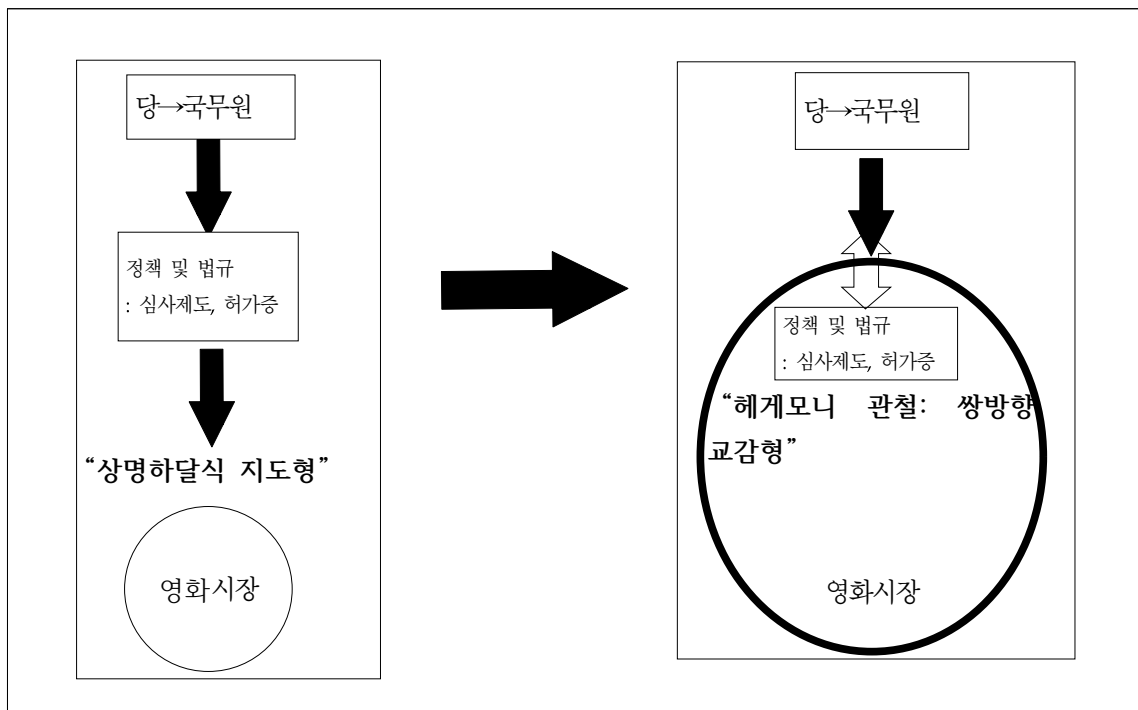 당→국무원
정책 및 법규
: 심사제도, 허가증
“상명하달식 지도형”
영화시장
당→국무원
정책 및 법규
: 심사제도, 허가증
“헤게모니 관철: 쌍방향
교감형”
영화시장